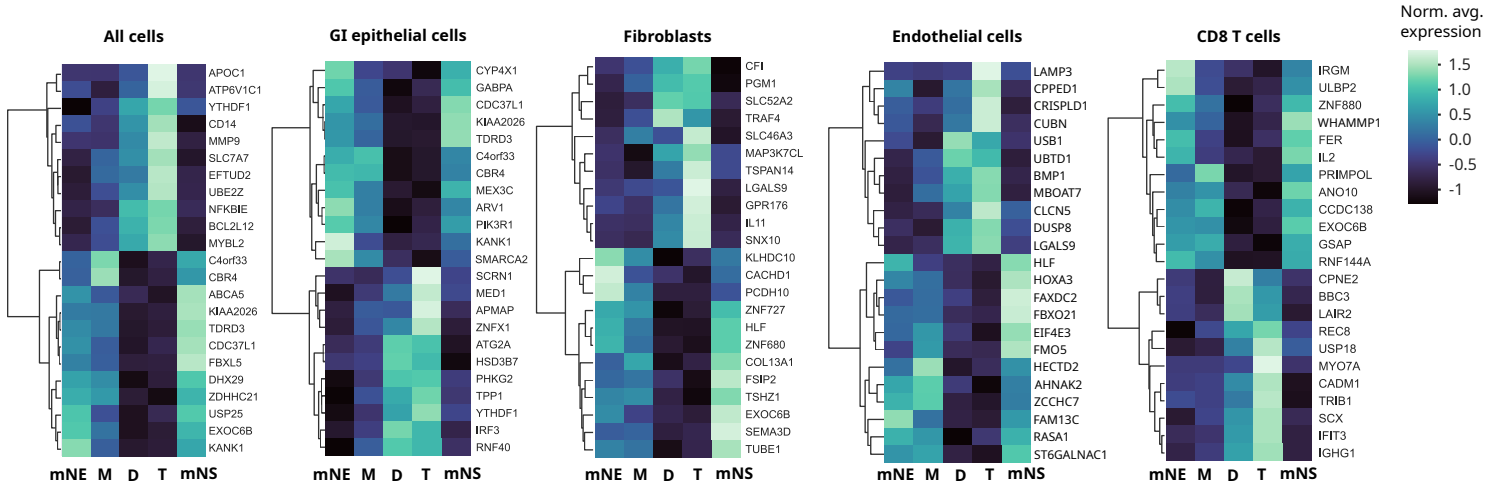 Norm. avg.
expression
All cells
GI epithelial cells
Fibroblasts
Endothelial cells
CD8 T cells
1.5
1.0
0.5
0.0
-0.5
-1
APOC1
ATP6V1C1
YTHDF1
CD14
MMP9
SLC7A7
EFTUD2
UBE2Z
NFKBIE
BCL2L12
MYBL2
C4orf33
CBR4
ABCA5
KIAA2026
TDRD3
CDC37L1
FBXL5
DHX29
ZDHHC21
USP25
EXOC6B
KANK1
mNE M D T mNS
CYP4X1
GABPA
CDC37L1
KIAA2026
TDRD3
C4orf33
CBR4
MEX3C
ARV1
PIK3R1
KANK1
SMARCA2
SCRN1
MED1
APMAP
ZNFX1
ATG2A
HSD3B7
PHKG2
TPP1
YTHDF1
IRF3
RNF40
mNE M D T mNS
CFI
PGM1
SLC52A2
TRAF4
SLC46A3
MAP3K7CL
TSPAN14
LGALS9
GPR176
IL11
SNX10
KLHDC10
CACHD1
PCDH10
ZNF727
HLF
ZNF680
COL13A1
FSIP2
TSHZ1
EXOC6B
SEMA3D
TUBE1
mNE M D T mNS
LAMP3
CPPED1
CRISPLD1
CUBN
USB1
UBTD1
BMP1
MBOAT7
CLCN5
DUSP8
LGALS9
HLF
HOXA3
FAXDC2
FBXO21
EIF4E3
FMO5
HECTD2
AHNAK2
ZCCHC7
FAM13C
RASA1
ST6GALNAC1
mNE M D T mNS
IRGM
ULBP2
ZNF880
WHAMMP1
FER
IL2
PRIMPOL
ANO10
CCDC138
EXOC6B
GSAP
RNF144A
CPNE2
BBC3
LAIR2
REC8
USP18
MYO7A
CADM1
TRIB1
SCX
IFIT3
IGHG1
mNE M D T mNS